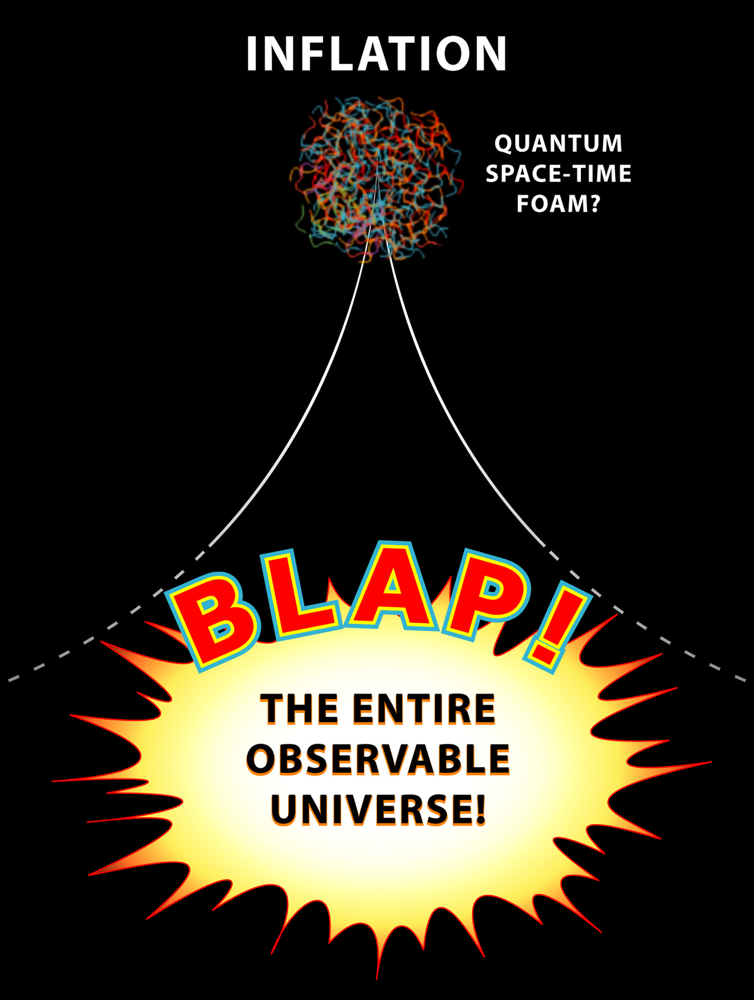 INFLATION
QUANTUM
SPACE-TIME
FOAM?
BLAP!
THE ENTIRE
OBSERVABLE
UNIVERSE!